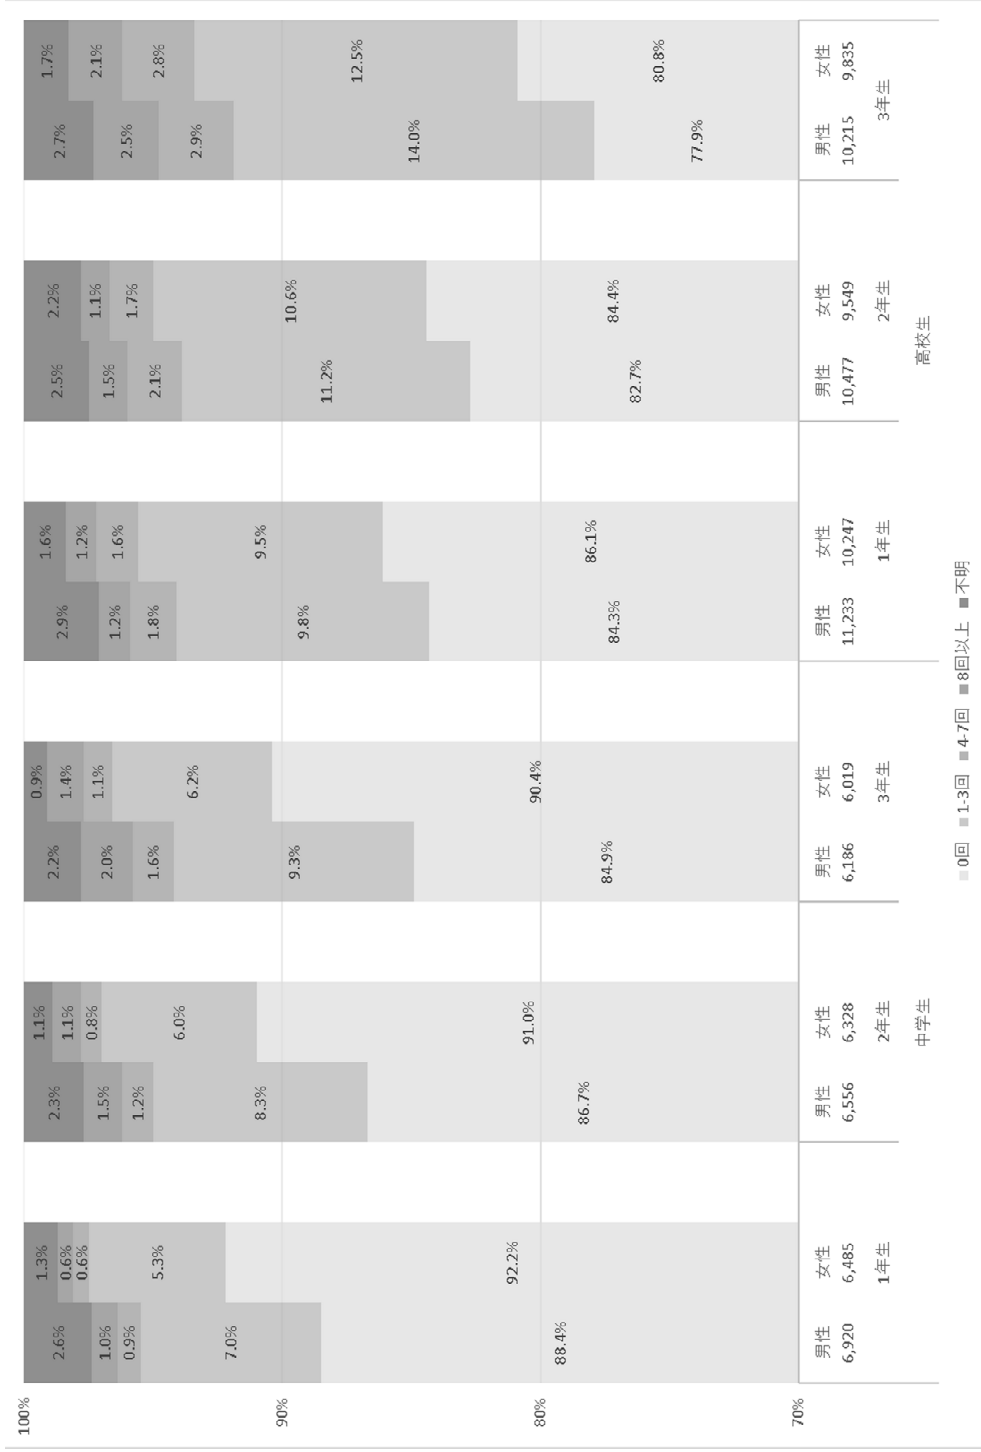 100%
2.6% 1.3% 2.3% 1.1% 2.2% 0.9% 2.9% 1.6% 2.5% 2.2% 2.7% 1.7%
1.0% 0.6% 1.5% 1.1% 2.0% 1.4% 1.2% 1.2% 1.5% 1.1% 2.5% 2.1%
0.9% 0.6% 1.2% 0.8% 1.6% 1.1% 1.8% 1.6% 2.1% 1.7% 2.9% 2.8%
7.0% 5.3% 8.3% 6.0% 9.3% 6.2% 9.8% 9.5% 11.2% 10.6% 14.0% 12.5%
90%
88.4% 92.2% 86.7% 91.0% 84.9% 90.4% 84.3% 86.1% 82.7% 84.4% 77.9% 80.8%
80%
70%
男性 女性 男性 女性 男性 女性 男性 女性 男性 女性 男性 女性
6,920 6,485 6,556 6,328 6,186 6,019 11,233 10,247 10,477 9,549 10,215 9,835
1年生 2年生 3年生 1年生 2年生 3年生
中学生 高校生
0回 1-3回 4-7回 8回以上 不明